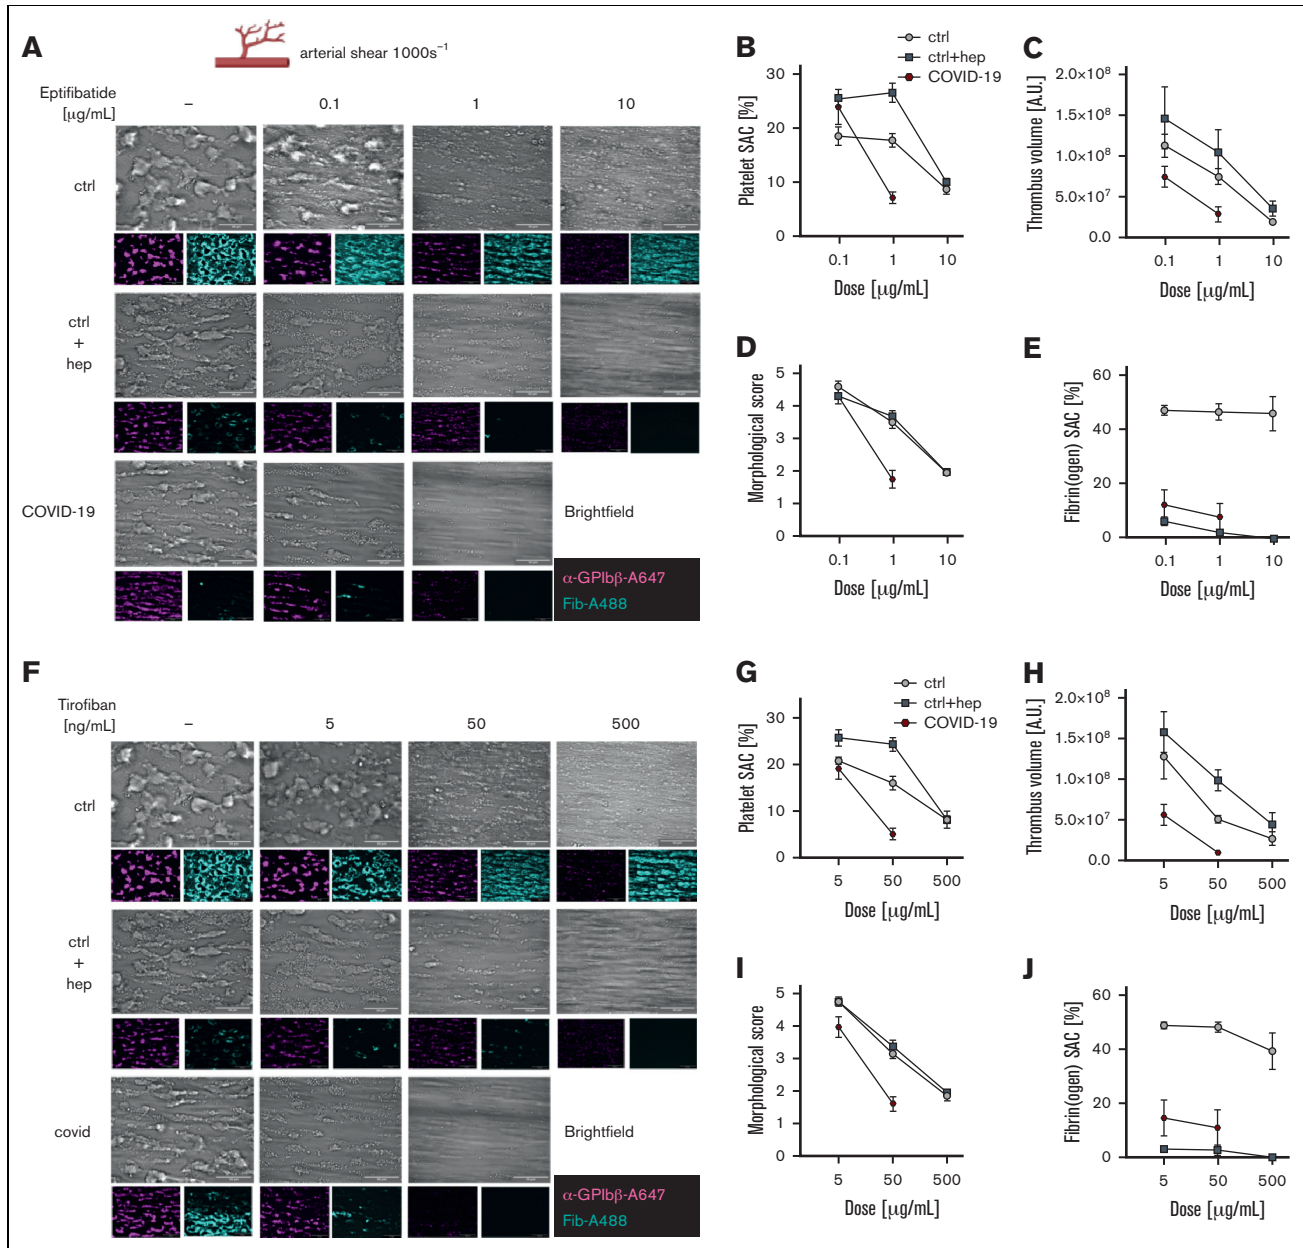 A
arterial shear 1000s⁻¹
Eptifibatide
[μg/mL]
–
0.1
1
10
ctrl
ctrl
+
hep
COVID-19
Brightfield
α-GPIbβ-A647
Fib-A488
B
ctrl
ctrl+hep
COVID-19
Platelet SAC [%]
30
20
10
0
0.1
1
10
Dose [μg/mL]
C
Thrombus volume [A.U.]
2.0×10⁸
1.5×10⁸
1.0×10⁸
5.0×10⁷
0.0
0.1
1
10
Dose [μg/mL]
D
Morphological score
5
4
3
2
1
0
0.1
1
10
Dose [μg/mL]
E
Fibrin(ogen) SAC [%]
60
40
20
0
0.1
1
10
Dose [μg/mL]
F
Tirofiban
[ng/mL]
–
5
50
500
ctrl
ctrl
+
hep
covid
Brightfield
α-GPIbβ-A647
Fib-A488
G
ctrl
ctrl+hep
COVID-19
Platelet SAC [%]
30
20
10
0
5
50
500
Dose [μg/mL]
H
Thrombus volume [A.U.]
2.0×10⁸
1.5×10⁸
1.0×10⁸
5.0×10⁷
0.0
5
50
500
Dose [μg/mL]
I
Morphological score
5
4
3
2
1
0
5
50
500
Dose [μg/mL]
J
Fibrin(ogen) SAC [%]
60
40
20
0
5
50
500
Dose [μg/mL]